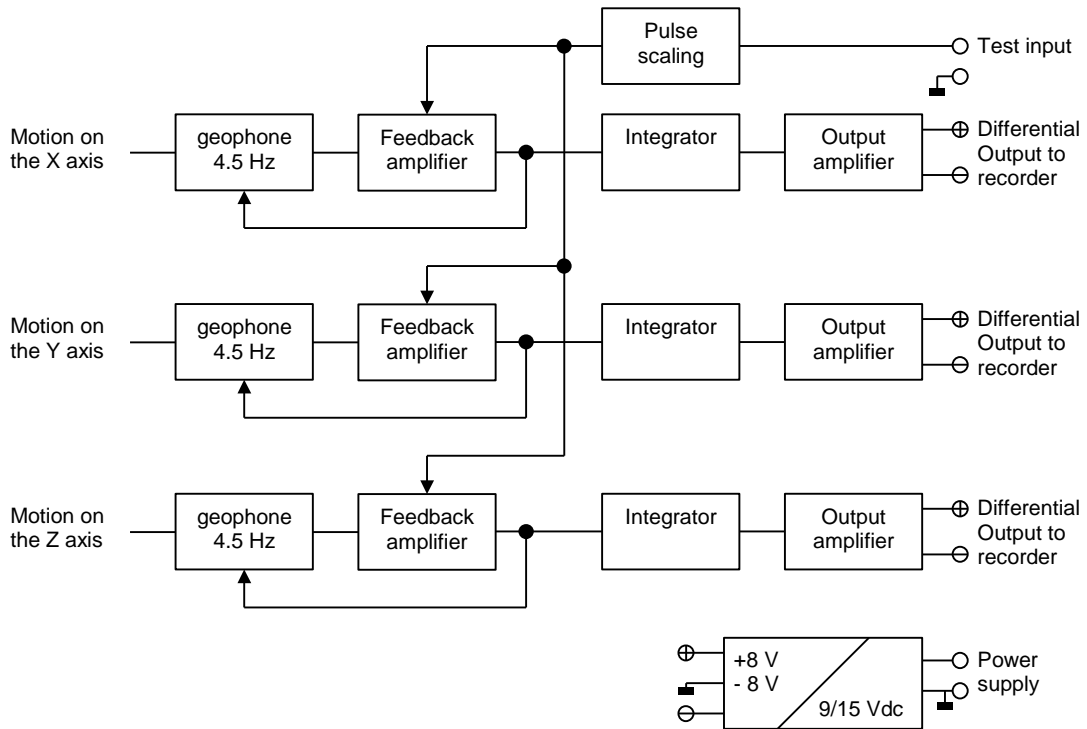 Pulse
scaling
Test input
Motion on
the X axis
geophone
4.5 Hz
Feedback
amplifier
Integrator
Output
amplifier
Differential
Output to
recorder
Motion on
the Y axis
geophone
4.5 Hz
Feedback
amplifier
Integrator
Output
amplifier
Differential
Output to
recorder
Motion on
the Z axis
geophone
4.5 Hz
Feedback
amplifier
Integrator
Output
amplifier
Differential
Output to
recorder
+8 V
- 8 V
9/15 Vdc
Power
supply